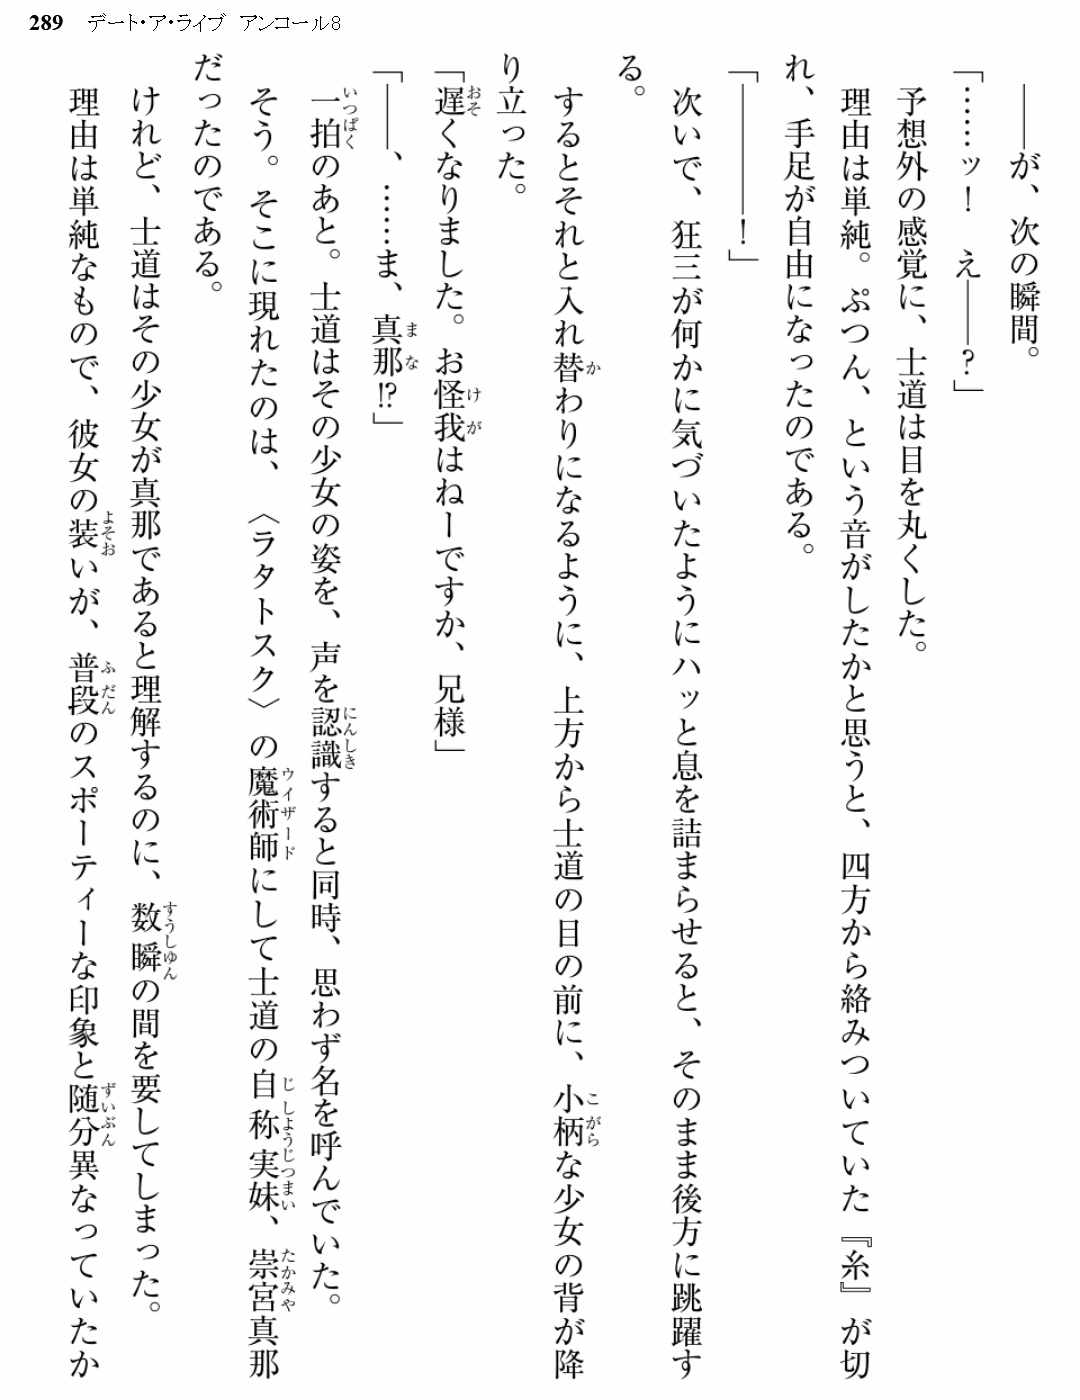 289 デート・ア・ライブ アンコール8
――が、次の瞬間。
「……ッ！ え――？」
予想外の感覚に、士道は目を丸くした。
理由は単純。ぷつん、という音がしたかと思うと、四方から絡みついていた『糸』が切
れ、手足が自由になったのである。
「――――！」
次いで、狂三が何かに気づいたようにハッと息を詰まらせると、そのまま後方に跳躍す
る。
するとそれと入れ替わりになるように、上方から士道の目の前に、小柄な少女の背が降
り立った。
「遅くなりました。お怪我はねーですか、兄様」
「――、……ま、真那!?」
一拍のあと。士道はその少女の姿を、声を認識すると同時、思わず名を呼んでいた。
そう。そこに現れたのは、〈ラタトスク〉の魔術師にして士道の自称実妹、崇宮真那
だったのである。
けれど、士道はその少女が真那であると理解するのに、数瞬の間を要してしまった。
理由は単純なもので、彼女の装いが、普段のスポーティーな印象と随分異なっていたか